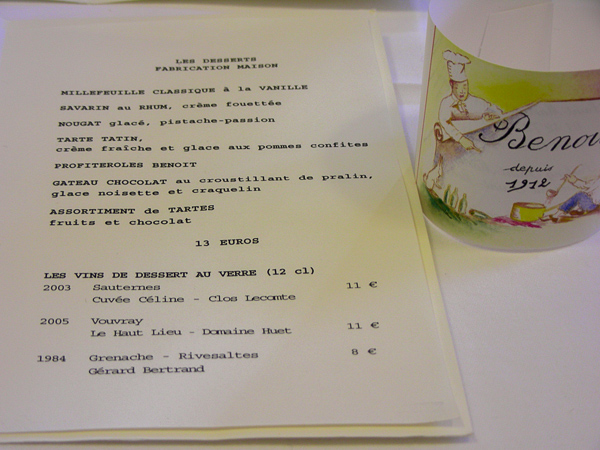 LES DESSERTS
FABRICATION MAISON
MILLEFEUILLE CLASSIQUE à la VANILLE
SAVARIN au RHUM, crême fouettée
NOUGAT glacé, pistache-passion
TARTE TATIN,
crême fraîche et glace aux pommes confites
PROFITEROLES BENOIT
GATEAU CHOCOLAT au croustillant de pralin,
glace noisette et craquelin
ASSORTIMENT de TARTES
fruits et chocolat
13 EUROS
LES VINS DE DESSERT AU VERRE (12 cl)
2003 Sauternes 11 €
Cuvée Céline - Clos Lecomte
2005 Vouvray
Le Haut Lieu - Domaine Huet 11 €
1984 Grenache - Rivesaltes 8 €
Gérard Bertrand
Benoi
depuis
1912